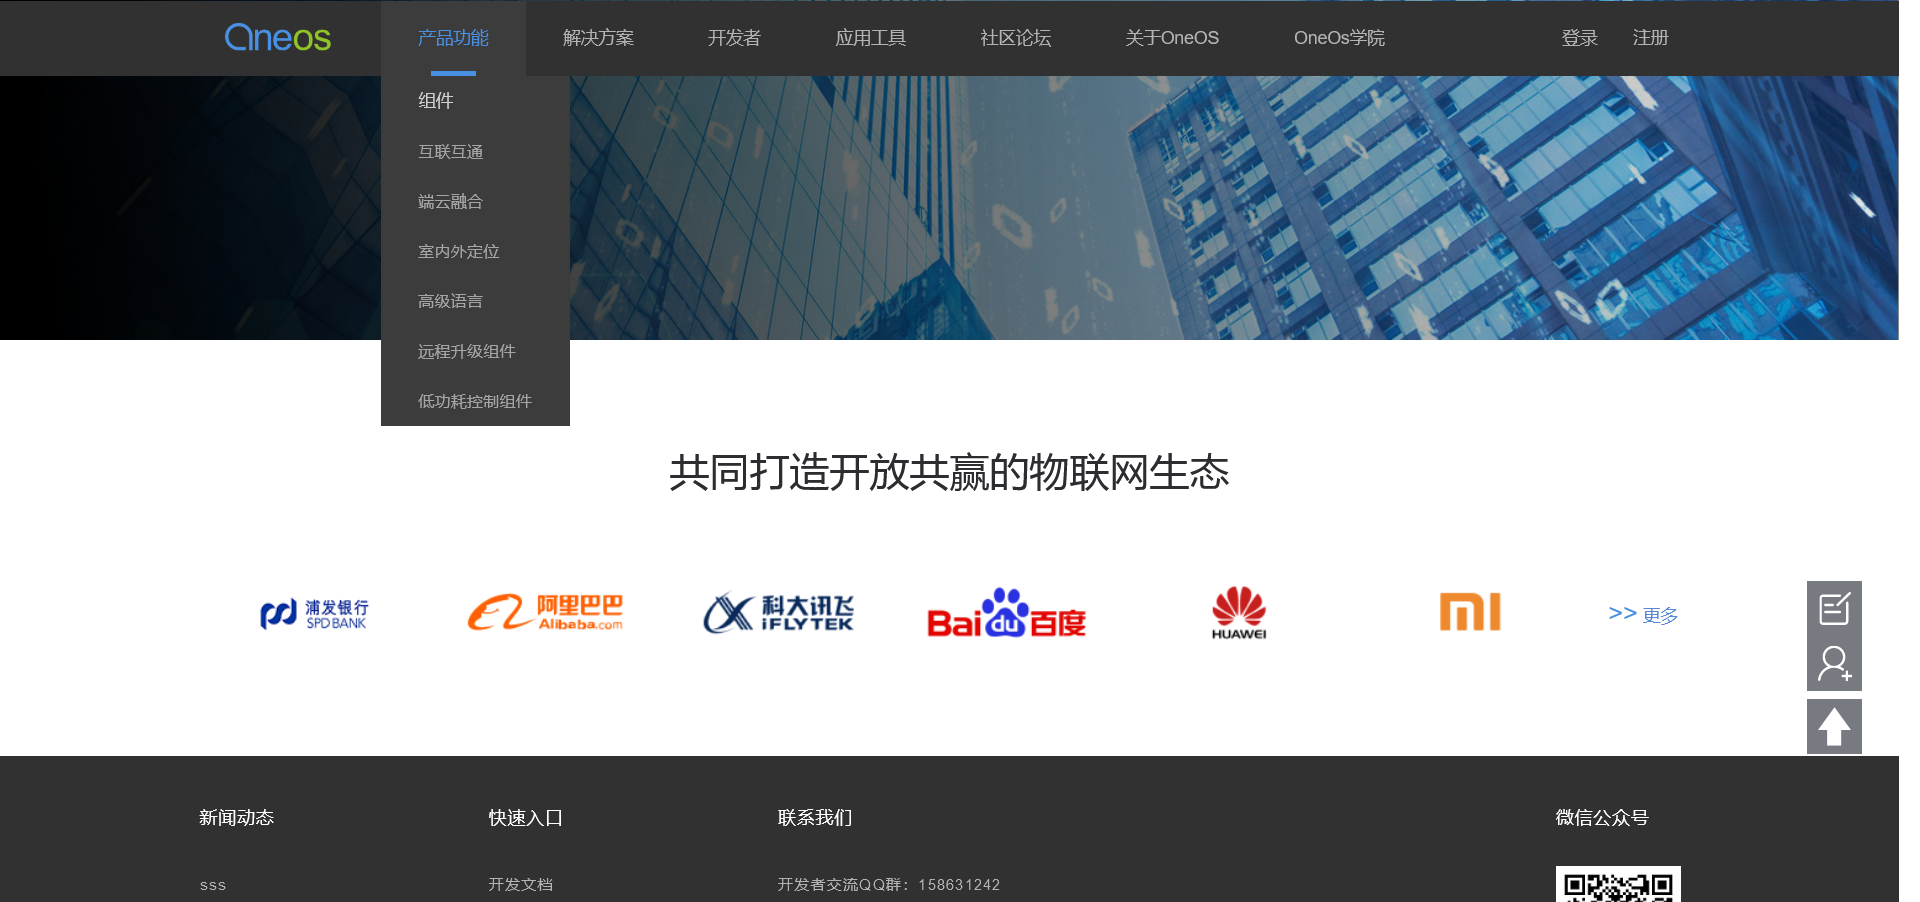 Oneos
产品功能
解决方案
开发者
应用工具
社区论坛
关于OneOS
OneOs学院
登录
注册
组件
互联互通
端云融合
室内外定位
高级语言
远程升级组件
低功耗控制组件
共同打造开放共赢的物联网生态
浦发银行
SPD BANK
阿里巴巴
Alibaba.com
科大讯飞
iFLYTEK
Bai du 百度
HUAWEI
mi
>> 更多
新闻动态
快速入口
联系我们
微信公众号
sss
开发文档
开发者交流QQ群：158631242